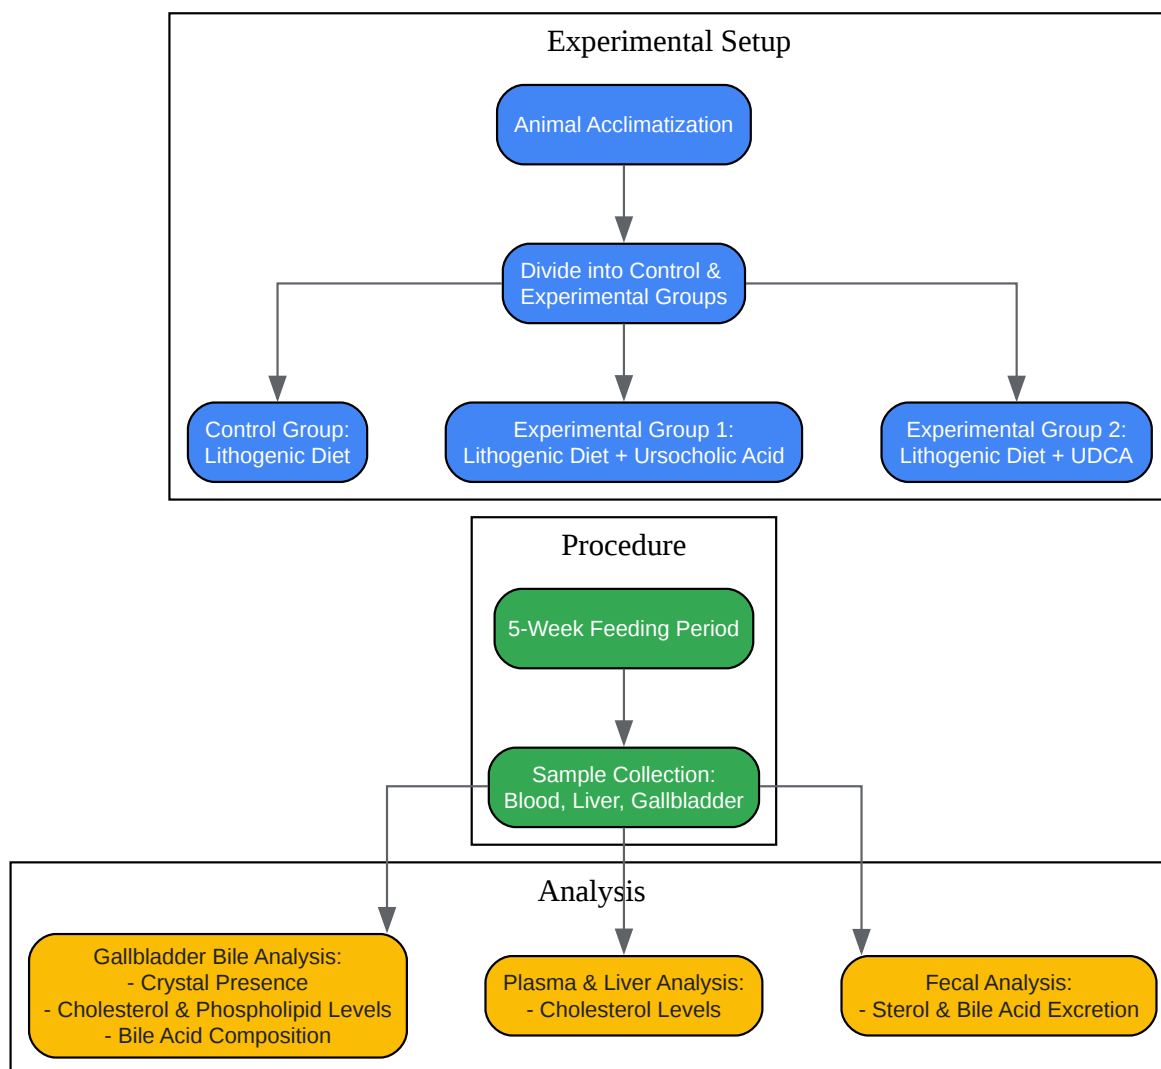 Experimental Setup
Animal Acclimatization
Divide into Control &
Experimental Groups
Control Group:
Lithogenic Diet
Experimental Group 1:
Lithogenic Diet + Ursocholic Acid
Experimental Group 2:
Lithogenic Diet + UDCA
Procedure
5-Week Feeding Period
Sample Collection:
Blood, Liver, Gallbladder
Analysis
Gallbladder Bile Analysis:
- Crystal Presence
- Cholesterol & Phospholipid Levels
- Bile Acid Composition
Plasma & Liver Analysis:
- Cholesterol Levels
Fecal Analysis:
- Sterol & Bile Acid Excretion